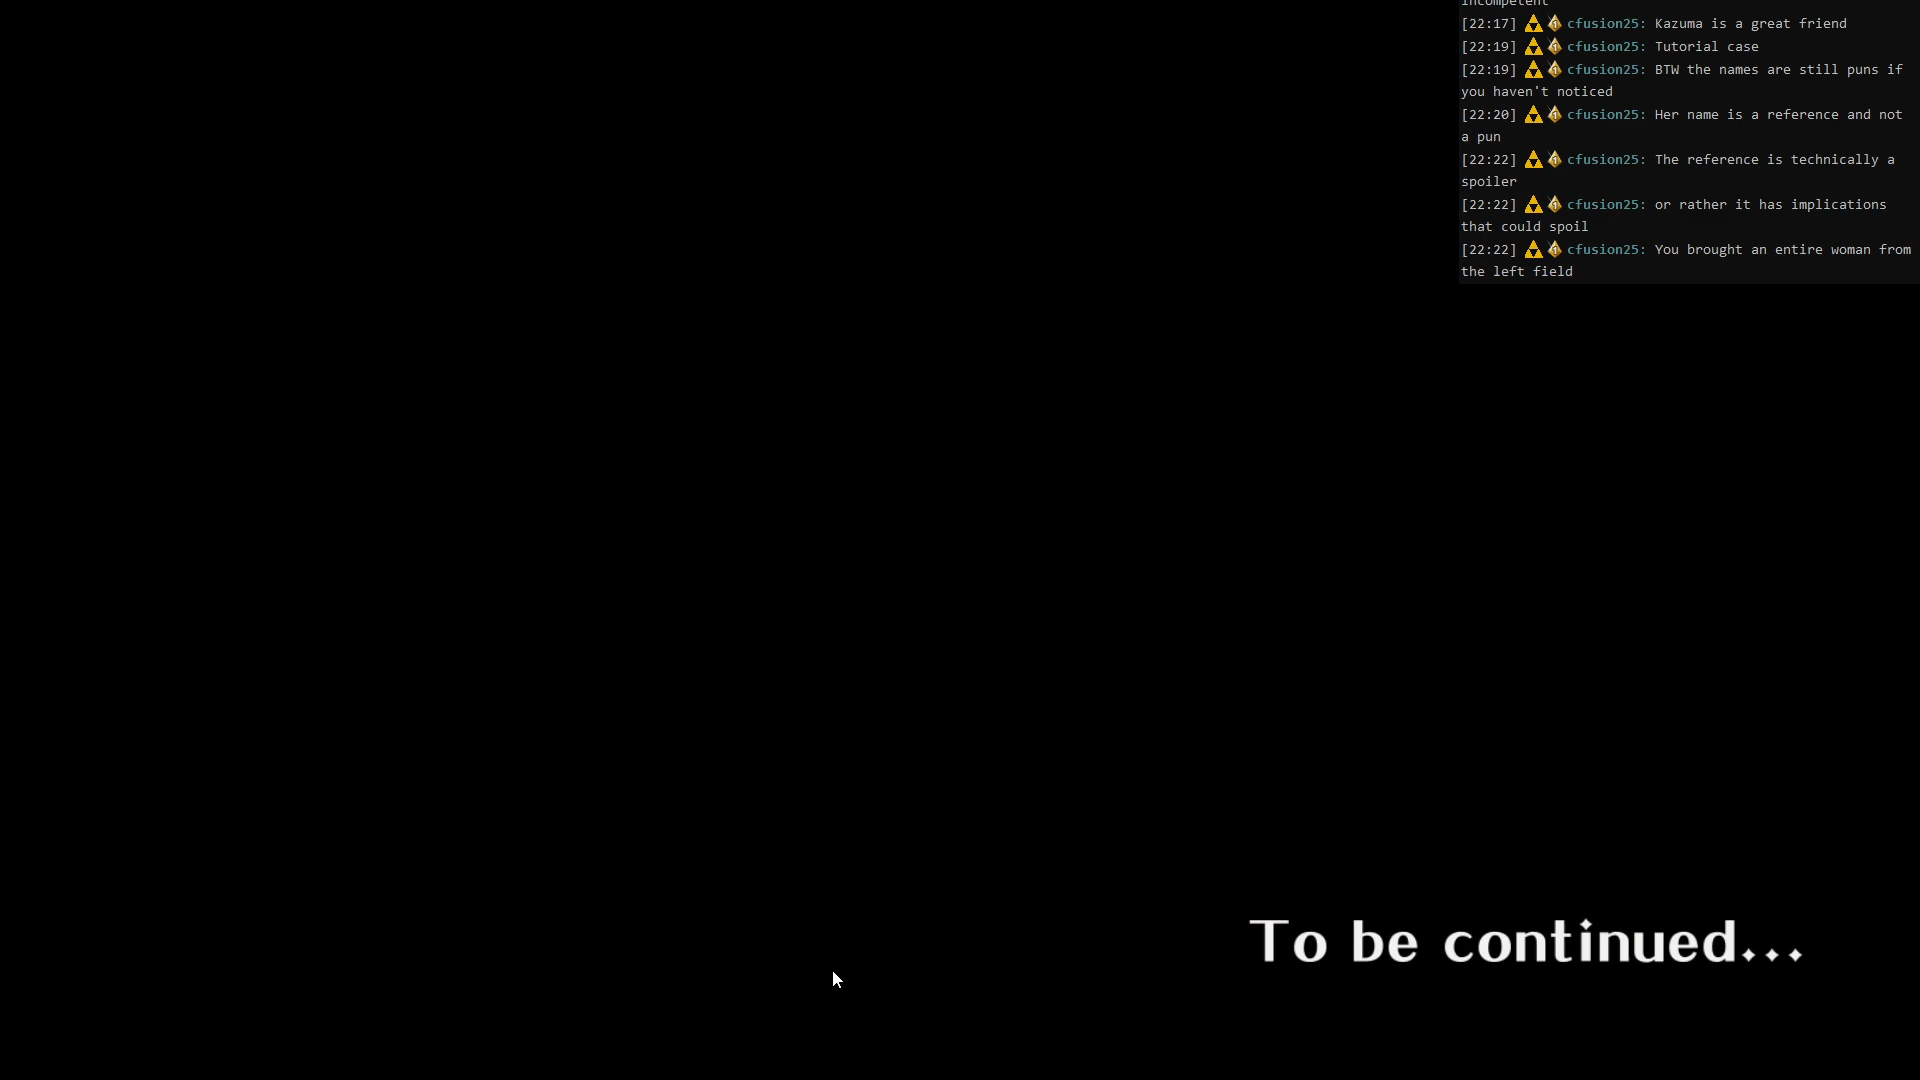 incompetent
[22:17] cfusion25: Kazuma is a great friend
[22:19] cfusion25: Tutorial case
[22:19] cfusion25: BTW the names are still puns if
you haven't noticed
[22:20] cfusion25: Her name is a reference and not
a pun
[22:22] cfusion25: The reference is technically a
spoiler
[22:22] cfusion25: or rather it has implications
that could spoil
[22:22] cfusion25: You brought an entire woman from
the left field
To be continued...